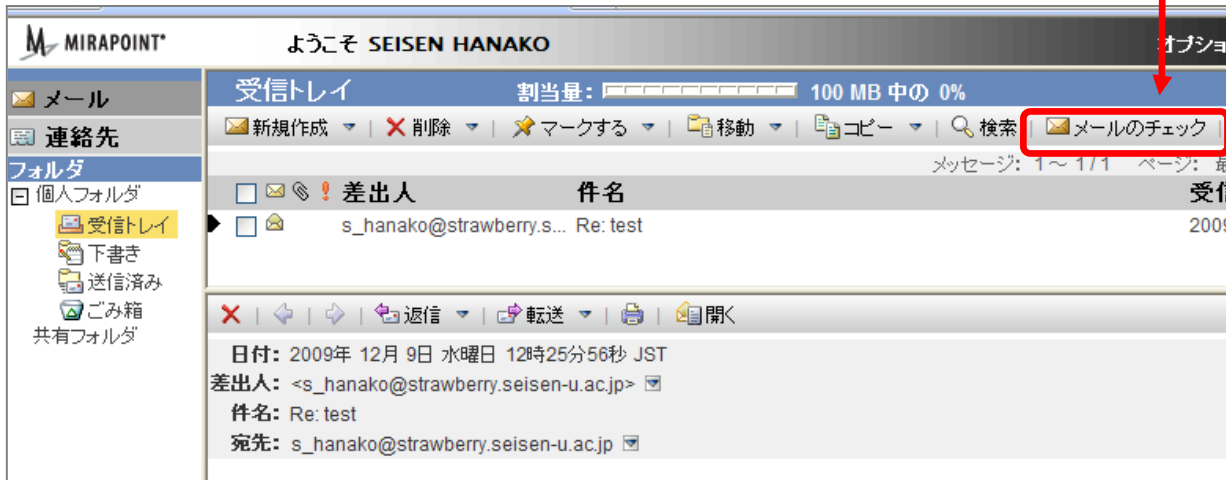 MIRAPOINT
ようこそ SEISEN HANAKO
オプショ
メール
連絡先
フォルダ
個人フォルダ
受信トレイ
下書き
送信済み
ごみ箱
共有フォルダ
受信トレイ 割当量: 100 MB 中の 0%
新規作成 | 削除 | マークする | 移動 | コピー | 検索 | メールのチェック |
メッセージ: 1~1/1 ページ: 最
差出人 件名 受信
s_hanako@strawberry.s... Re: test 2009
返信 | 転送 | 開く
日付: 2009年 12月 9日 水曜日 12時25分56秒 JST
差出人: <s_hanako@strawberry.seisen-u.ac.jp>
件名: Re: test
宛先: s_hanako@strawberry.seisen-u.ac.jp